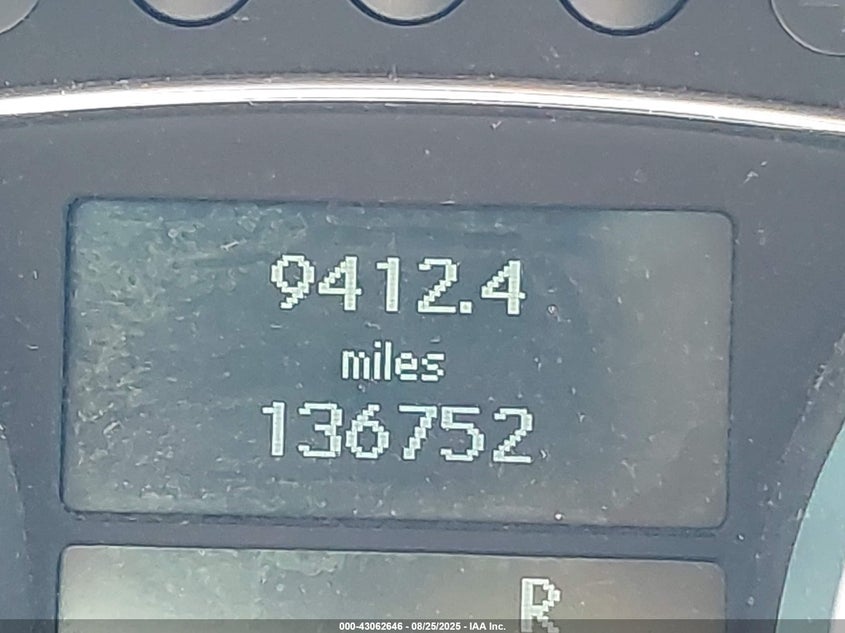 9412.4
miles
136752
R
000-43062646 - 08/25/2025 - IAA Inc.